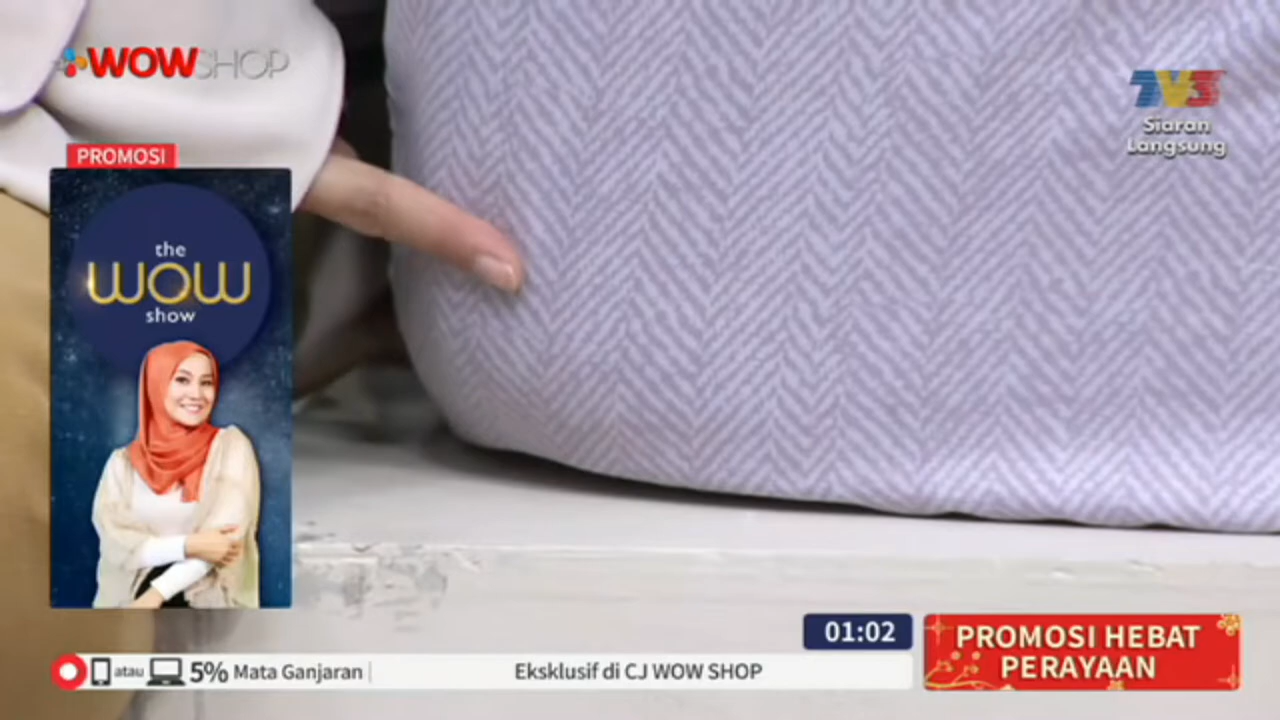 WOWSHOP
TV3
Siaran
Langsung
PROMOSI
the
WOW
show
01:02
PROMOSI HEBAT
PERAYAAN
atau 5% Mata Ganjaran
Eksklusif di CJ WOW SHOP